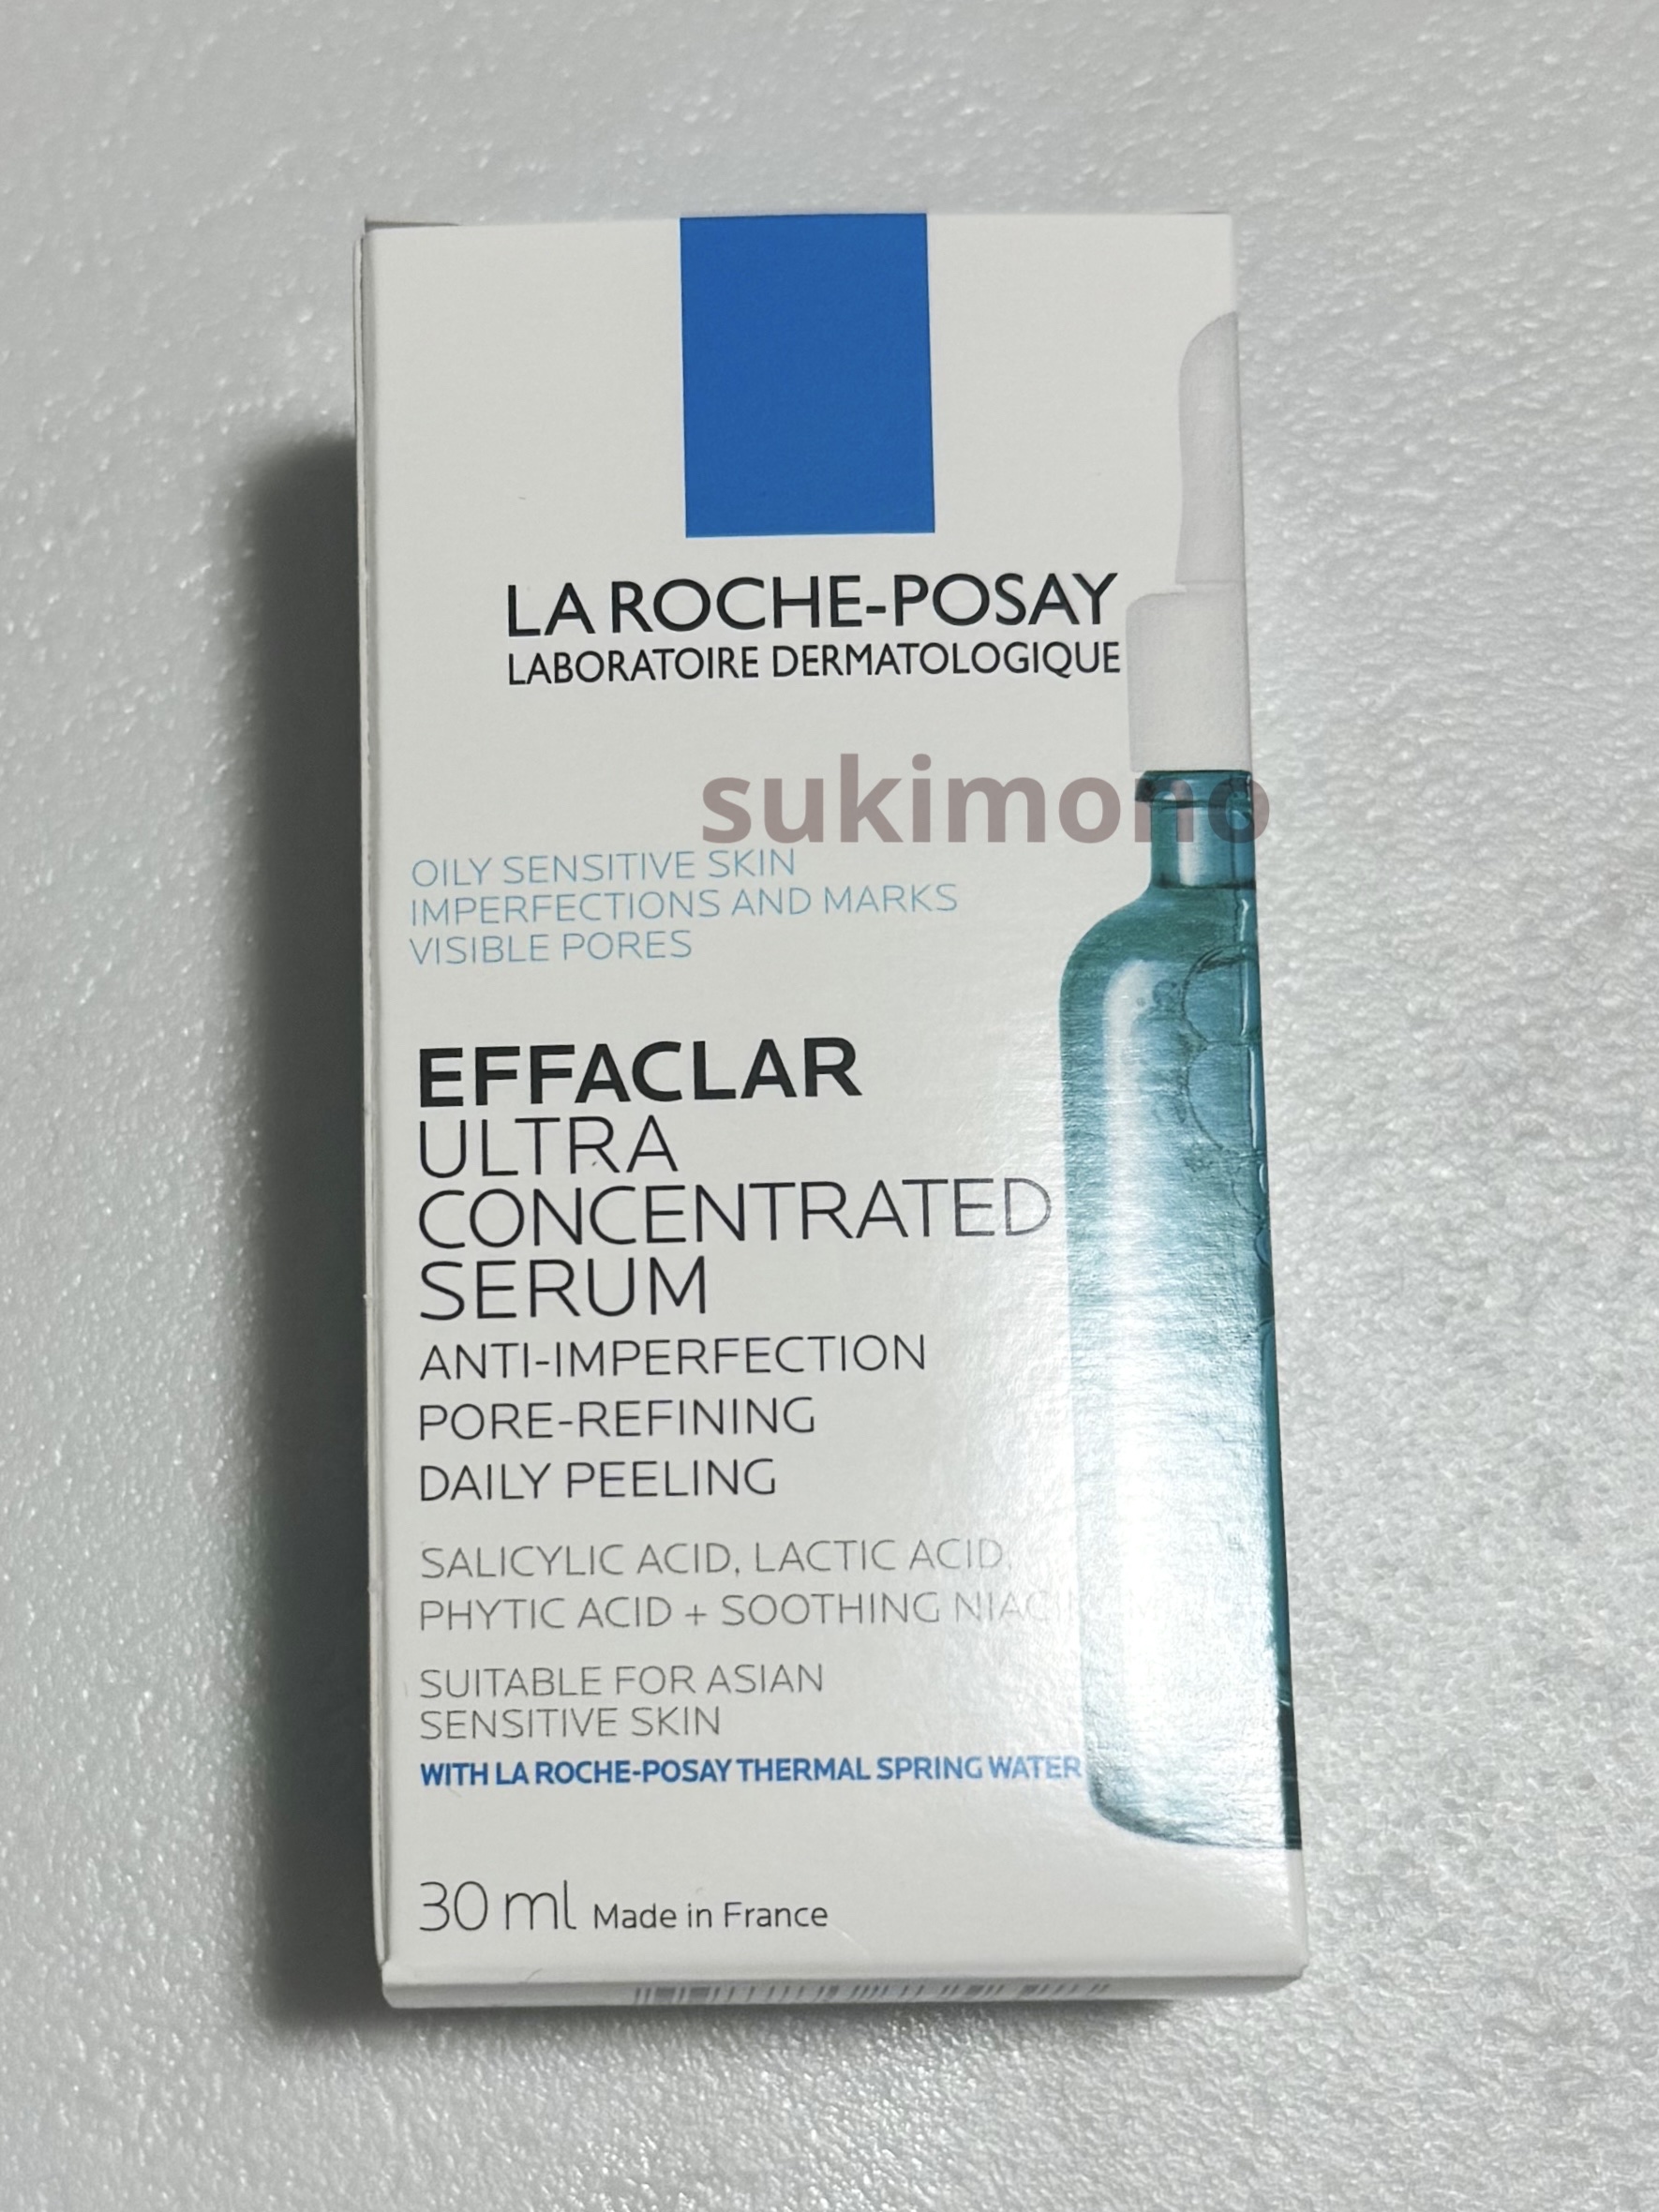 LA ROCHE-POSAY
LABORATOIRE DERMATOLOGIQUE
sukimono
OILY SENSITIVE SKIN
IMPERFECTIONS AND MARKS
VISIBLE PORES
EFFACLAR
ULTRA
CONCENTRATED
SERUM
ANTI-IMPERFECTION
PORE-REFINING
DAILY PEELING
SALICYLIC ACID, LACTIC ACID,
PHYTIC ACID + SOOTHING
SUITABLE FOR ASIAN
SENSITIVE SKIN
WITH LA ROCHE-POSAY THERMAL SPRING WATER
30 ml Made in France